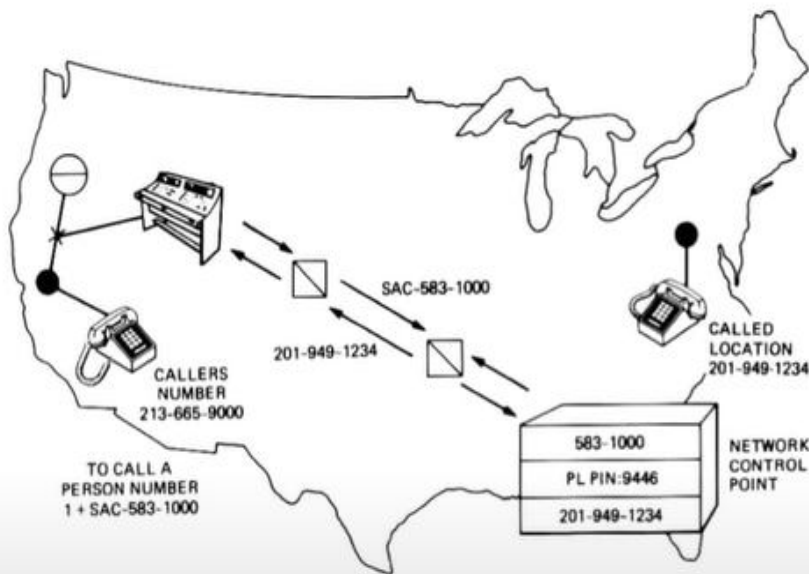 SAC-583-1000
201-949-1234
CALLERS
NUMBER
213-665-9000
CALLED
LOCATION
201-949-1234
TO CALL A
PERSON NUMBER
1 + SAC-583-1000
583-1000
PL PIN:9446
201-949-1234
NETWORK
CONTROL
POINT